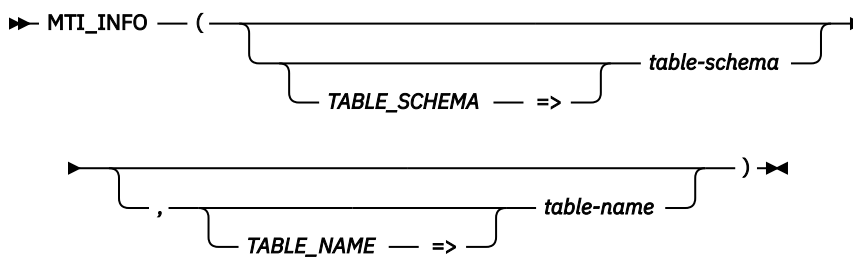 MTI_INFO (
table-schema
TABLE_SCHEMA =>
)
, table-name
TABLE_NAME =>